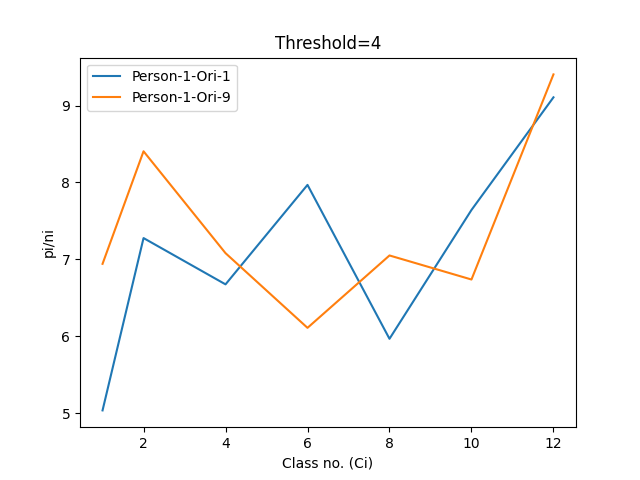 Threshold=4
Person-1-Ori-1
Person-1-Ori-9
9
8
7
6
5
pi/ni
2 4 6 8 10 12
Class no. (Ci)